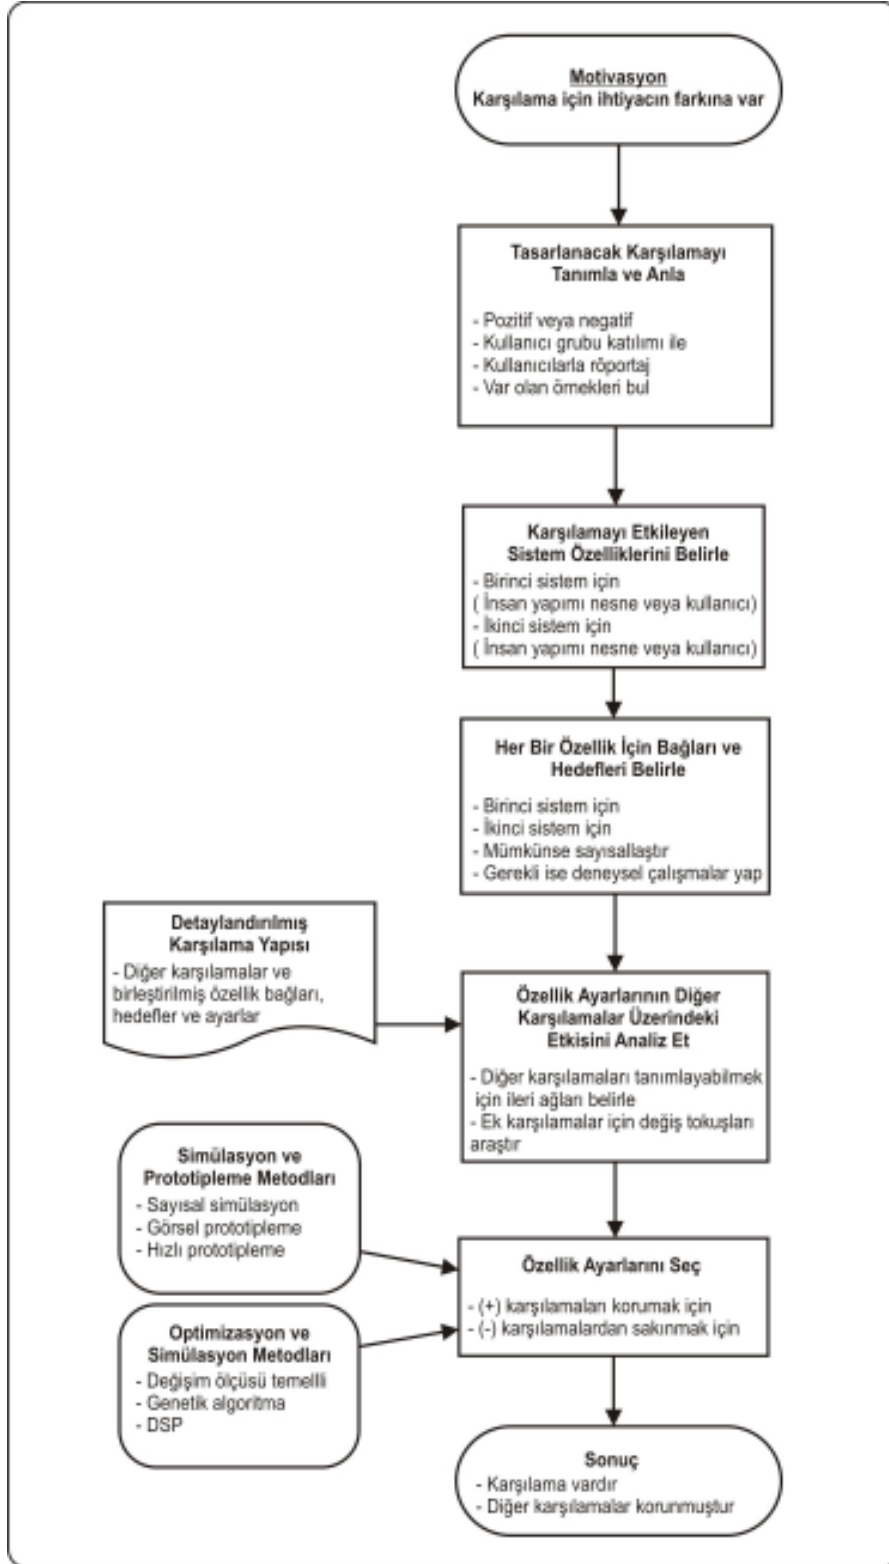 Motivasyon
Karşılama için ihtiyacın farkına var
Tasarlanacak Karşılamayı
Tanımla ve Anla
- Pozitif veya negatif
- Kullanıcı grubu katılımı ile
- Kullanıcılarla röportaj
- Var olan örnekleri bul
Karşılamayı Etkileyen
Sistem Özelliklerini Belirle
- Birinci sistem için
( İnsan yapımı nesne veya kullanıcı)
- İkinci sistem için
( İnsan yapımı nesne veya kullanıcı)
Her Bir Özellik İçin Bağları ve
Hedefleri Belirle
- Birinci sistem için
- İkinci sistem için
- Mümkünse sayısallaştır
- Gerekli ise deneysel çalışmalar yap
Detaylandırılmış
Karşılama Yapısı
- Diğer karşılamalar ve
birleştirilmiş özellik bağları,
hedefler ve ayarlar
Özellik Ayarlarının Diğer
Karşılamalar Üzerindeki
Etkisini Analiz Et
- Diğer karşılamaları tanımlayabilmek
için ileri ağları belirle
- Ek karşılamalar için değiş tokuşları
araştır
Simülasyon ve
Prototipleme Metodları
- Sayısal simülasyon
- Görsel prototipleme
- Hızlı prototipleme
Özellik Ayarlarını Seç
- (+) karşılamaları korumak için
- (-) karşılamalardan sakınmak için
Optimizasyon ve
Simülasyon Metodları
- Değişim ölçüsü temellli
- Genetik algoritma
- DSP
Sonuç
- Karşılama vardır
- Diğer karşılamalar korunmuştur